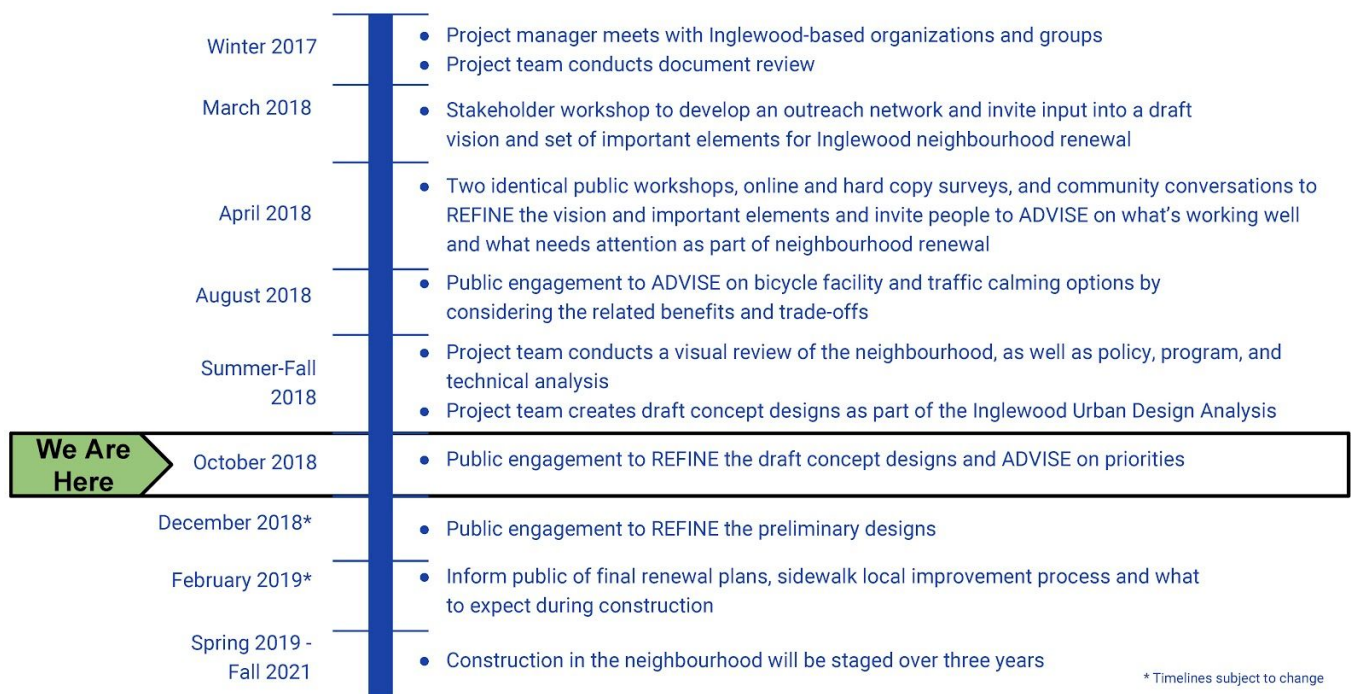 Winter 2017
• Project manager meets with Inglewood-based organizations and groups
• Project team conducts document review
March 2018
• Stakeholder workshop to develop an outreach network and invite input into a draft
vision and set of important elements for Inglewood neighbourhood renewal
April 2018
• Two identical public workshops, online and hard copy surveys, and community conversations to
REFINE the vision and important elements and invite people to ADVISE on what's working well
and what needs attention as part of neighbourhood renewal
August 2018
• Public engagement to ADVISE on bicycle facility and traffic calming options by
considering the related benefits and trade-offs
Summer-Fall
2018
• Project team conducts a visual review of the neighbourhood, as well as policy, program, and
technical analysis
• Project team creates draft concept designs as part of the Inglewood Urban Design Analysis
We Are
Here
October 2018
• Public engagement to REFINE the draft concept designs and ADVISE on priorities
December 2018*
• Public engagement to REFINE the preliminary designs
February 2019*
• Inform public of final renewal plans, sidewalk local improvement process and what
to expect during construction
Spring 2019 -
Fall 2021
• Construction in the neighbourhood will be staged over three years
* Timelines subject to change